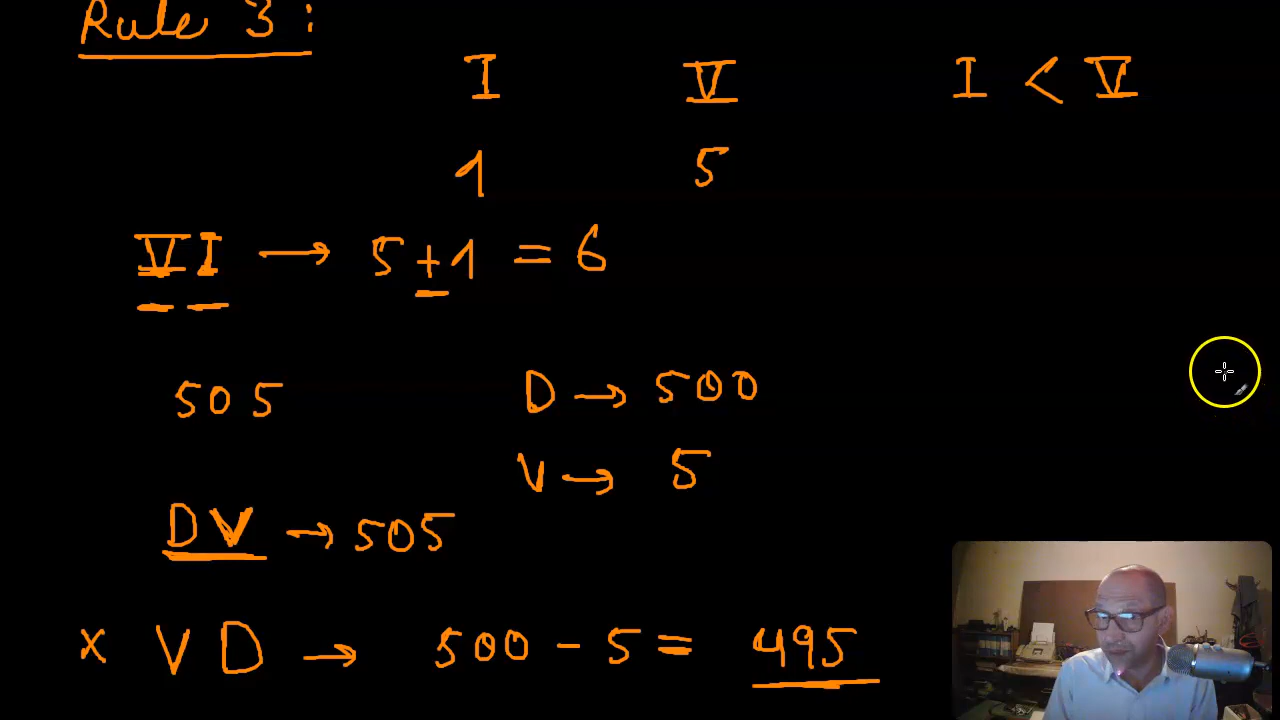 Rule 3:
I V I < V
1 5
VI → 5 + 1 = 6
505 D → 500
V → 5
DV → 505
x VD → 500 - 5 = 495